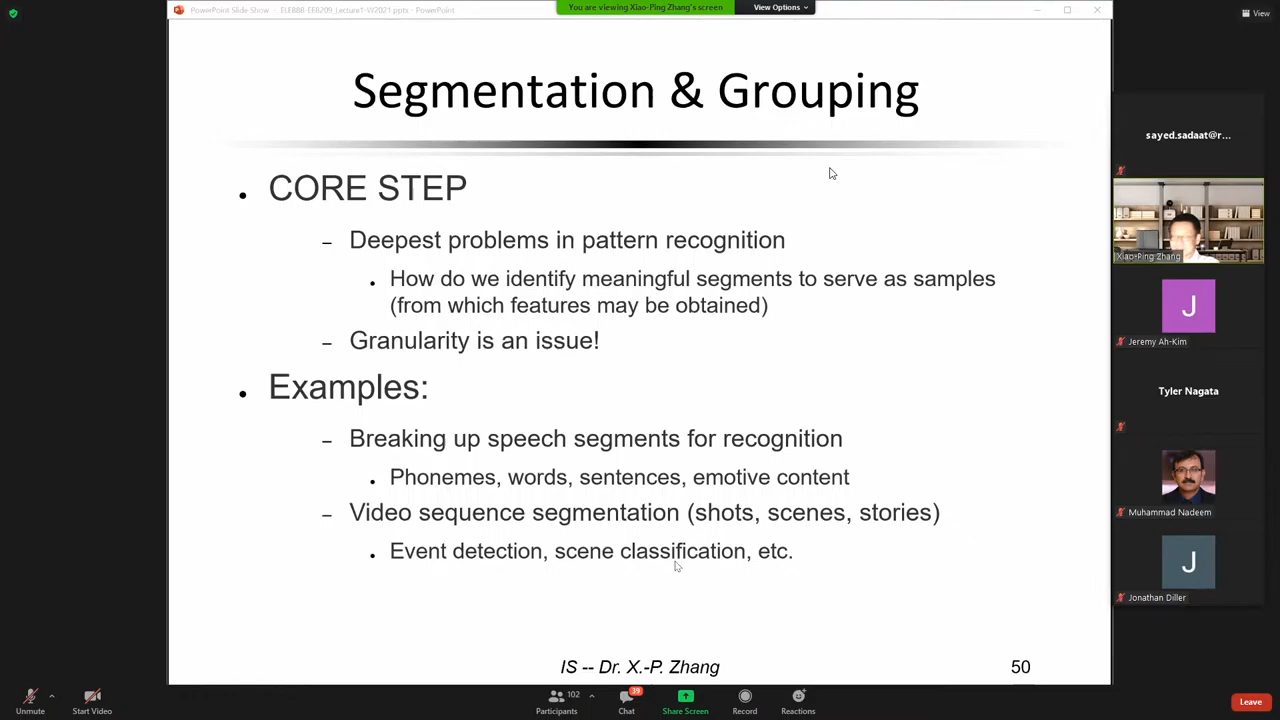 PowerPoint Slide Show - ELE888-EE8209_Lecture1-W2021.pptx - PowerPoint
You are viewing Xiao-Ping Zhang's screen
View Options
View
Segmentation & Grouping
• CORE STEP
– Deepest problems in pattern recognition
• How do we identify meaningful segments to serve as samples
(from which features may be obtained)
– Granularity is an issue!
• Examples:
– Breaking up speech segments for recognition
• Phonemes, words, sentences, emotive content
– Video sequence segmentation (shots, scenes, stories)
• Event detection, scene classification, etc.
IS -- Dr. X.-P. Zhang
50
sayed.sadaat@r...
Xiao-Ping Zhang
J
Jeremy Ah-Kim
Tyler Nagata
Muhammad Nadeem
J
Jonathan Diller
Unmute
Start Video
102
Participants
39
Chat
Share Screen
Record
Reactions
Leave